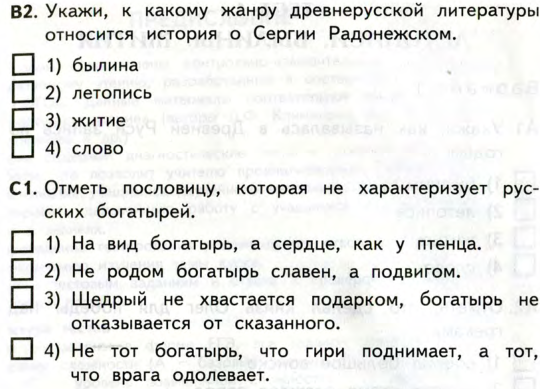 В2. Укажи, к какому жанру древнерусской литературы
относится история о Сергии Радонежском.
1) былина
2) летопись
3) житие
4) слово
С1. Отметь пословицу, которая не характеризует рус-
ских богатырей.
1) На вид богатырь, а сердце, как у птенца.
2) Не родом богатырь славен, а подвигом.
3) Щедрый не хвастается подарком, богатырь не
отказывается от сказанного.
4) Не тот богатырь, что гири поднимает, а тот,
что врага одолевает.